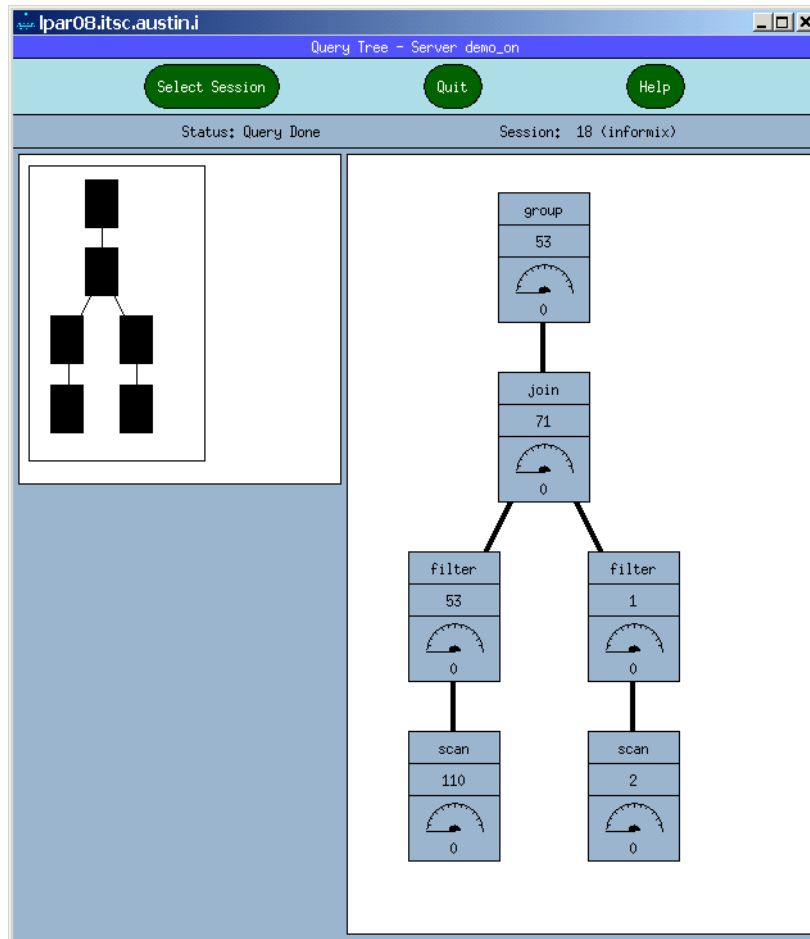 lpar08.itsc.austin.i
Query Tree - Server demo_on
Select Session Quit Help
Status: Query Done Session: 18 (informix)
group
53
0
join
71
0
filter filter
53 1
0 0
scan scan
110 2
0 0